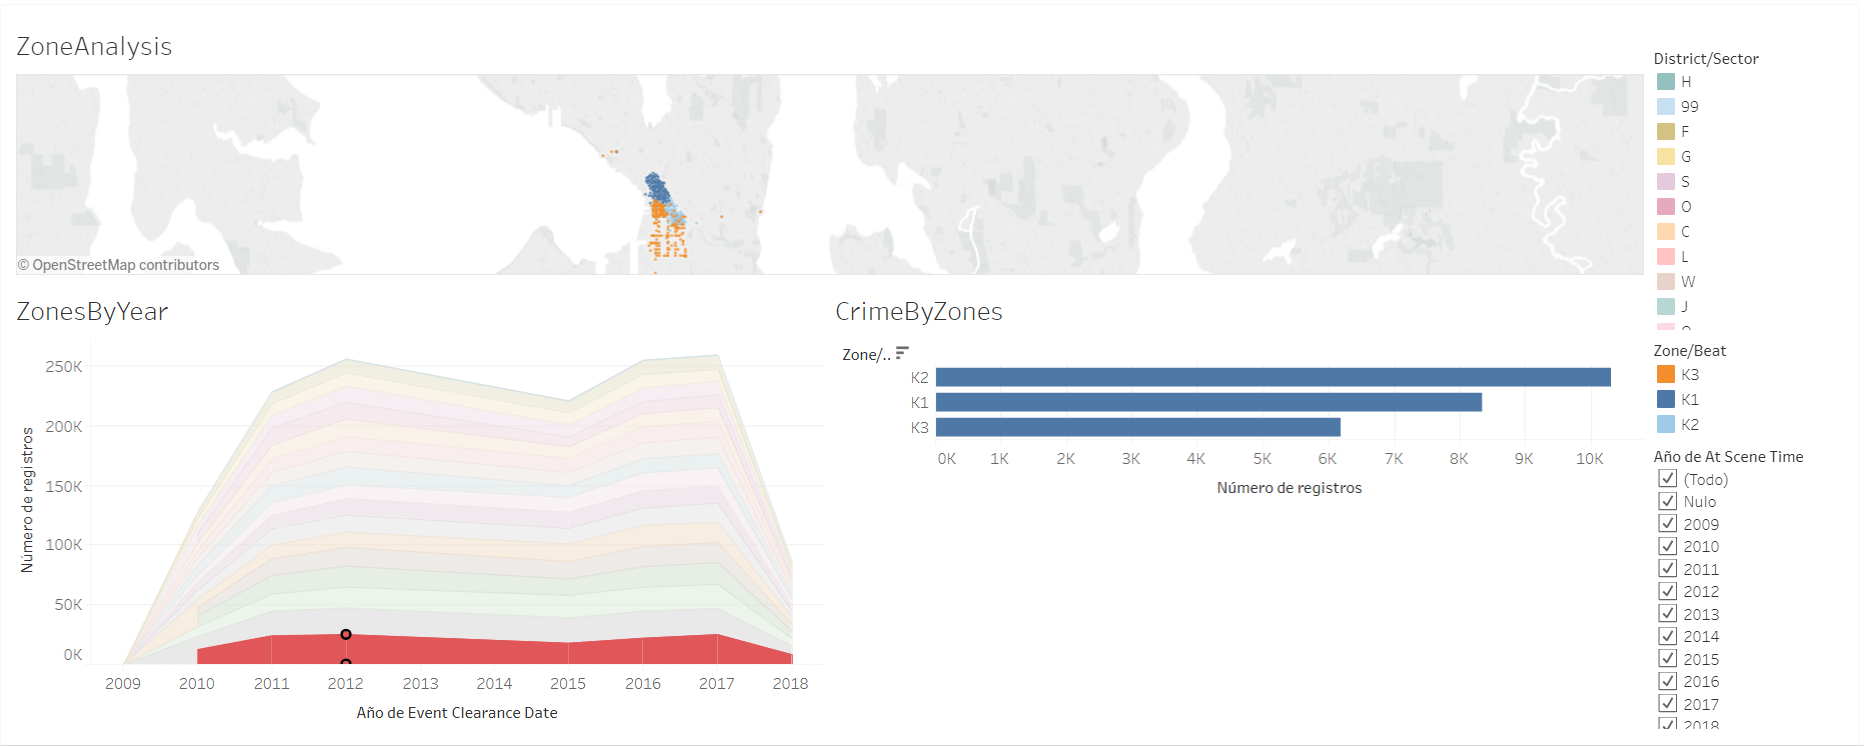 ZoneAnalysis
© OpenStreetMap contributors
ZonesByYear
Número de registros
250K
200K
150K
100K
50K
0K
2009 2010 2011 2012 2013 2014 2015 2016 2017 2018
Año de Event Clearance Date
CrimeByZones
Zone/..
K2
K1
K3
0K 1K 2K 3K 4K 5K 6K 7K 8K 9K 10K
Número de registros
District/Sector
H
99
F
G
S
O
C
L
W
J
Zone/Beat
K3
K1
K2
Año de At Scene Time
(Todo)
Nulo
2009
2010
2011
2012
2013
2014
2015
2016
2017
2018